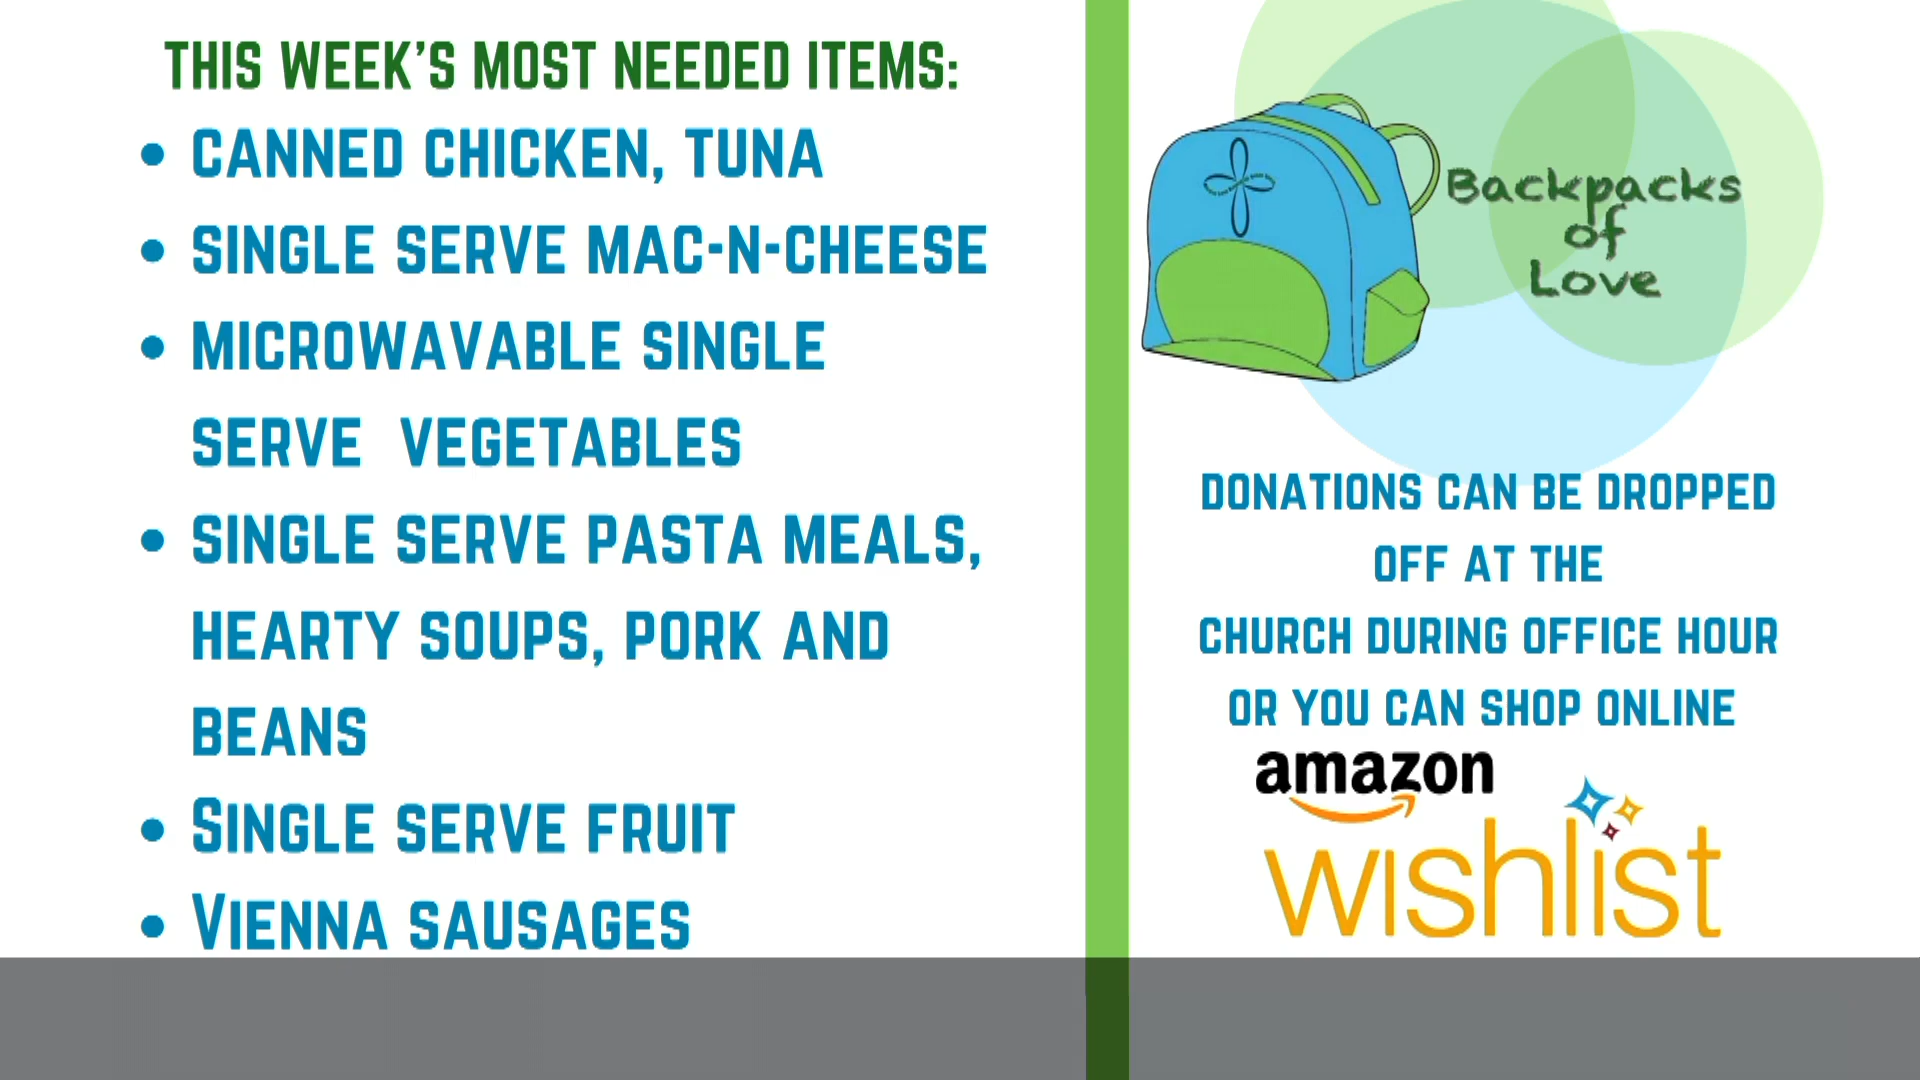 THIS WEEK'S MOST NEEDED ITEMS:
• CANNED CHICKEN, TUNA
• SINGLE SERVE MAC-N-CHEESE
• MICROWAVABLE SINGLE
SERVE VEGETABLES
• SINGLE SERVE PASTA MEALS,
HEARTY SOUPS, PORK AND
BEANS
• SINGLE SERVE FRUIT
• VIENNA SAUSAGES
Backpacks
of
Love
DONATIONS CAN BE DROPPED
OFF AT THE
CHURCH DURING OFFICE HOUR
OR YOU CAN SHOP ONLINE
amazon
wishlist